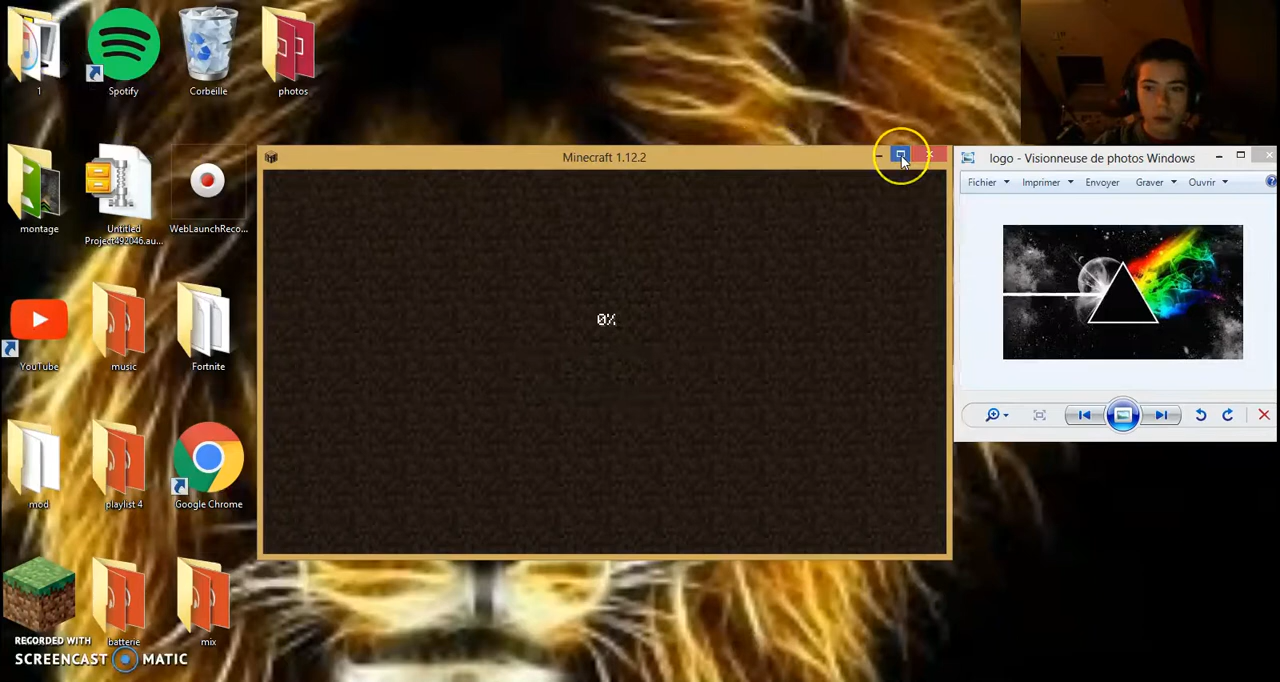 1
Spotify
Corbeille
photos
montage
Untitled
Project492046.au...
WebLaunchReco...
YouTube
music
Fortnite
mod
playlist 4
Google Chrome
batterie
mix
RECORDED WITH
SCREENCAST MATIC
Minecraft 1.12.2
0%
logo - Visionneuse de photos Windows
Fichier Imprimer Envoyer Graver Ouvrir